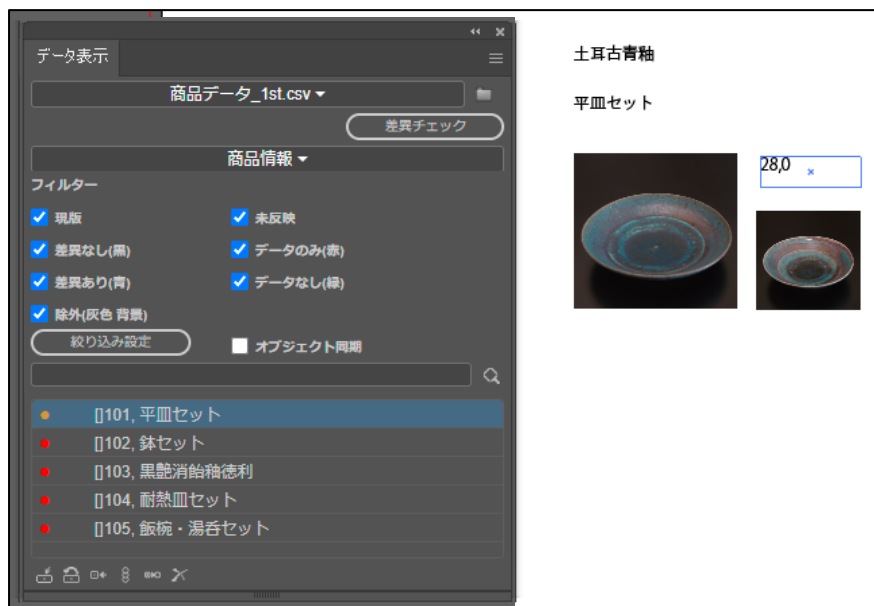 データ表示
商品データ_1st.csv
差異チェック
商品情報
フィルター
現版
未反映
差異なし(黒)
データのみ(赤)
差異あり(青)
データなし(緑)
除外(灰色 背景)
絞り込み設定
オブジェクト同期
[]101, 平皿セット
[]102, 鉢セット
[]103, 黒艶消飴釉徳利
[]104, 耐熱皿セット
[]105, 飯椀・湯呑セット
土耳古青釉
平皿セット
28,0